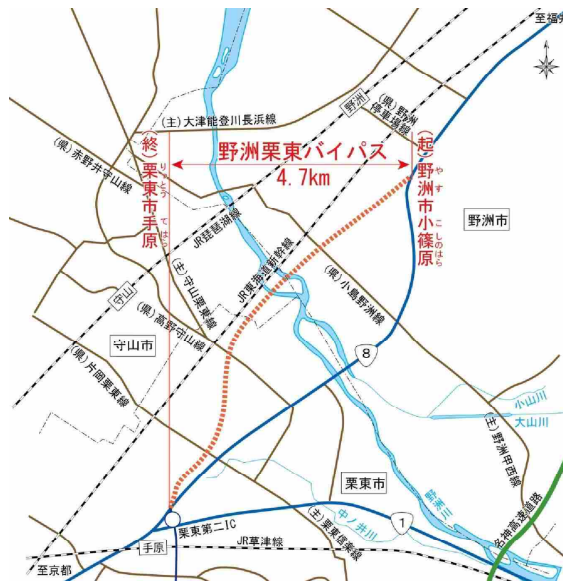 至福井
(主)大津能登川長浜線
野洲
(県)野洲
停車場線
(県)赤野井守山線
(終)栗東市手原
りっとう
てはら
野洲栗東バイパス
4.7km
(起)野洲市小篠原
やす
こしのはら
野洲市
JR琵琶湖線
JR東海道新幹線
守山
(主)守山栗東線
(県)小島野洲線
(県)高野守山線
守山市
(県)片岡栗東線
8
小山川
大山川
(主)野洲甲西線
栗東市
野洲川
名神高速道路
栗東第二IC
中ノ井川
1
手原
JR草津線
(主)栗東信楽線
至京都